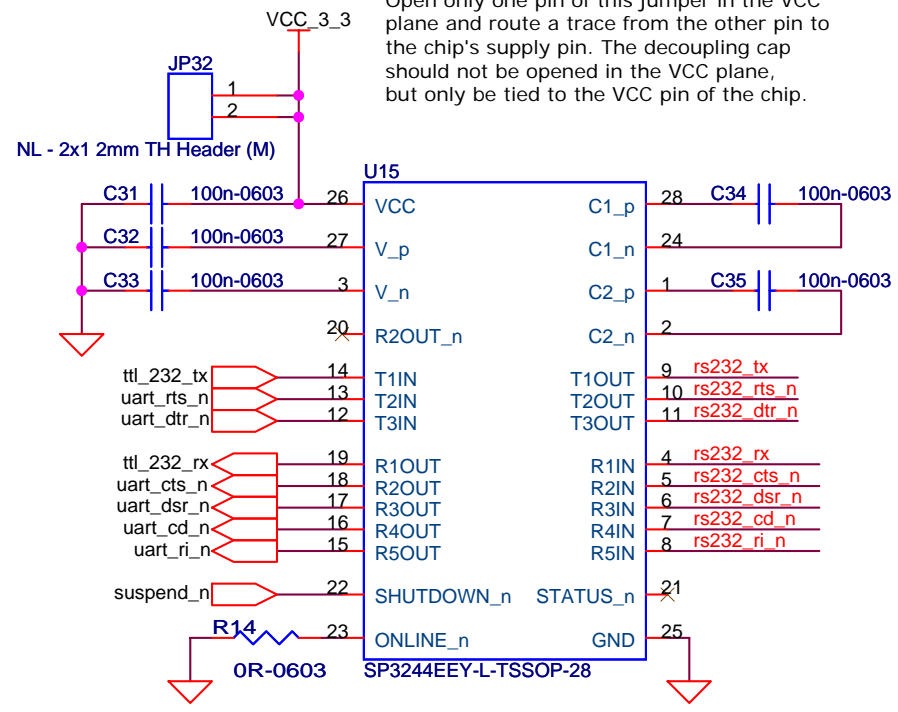 Open only one pin of this jumper in the VCC
plane and route a trace from the other pin to
the chip's supply pin. The decoupling cap
should not be opened in the VCC plane,
but only be tied to the VCC pin of the chip.
VCC_3_3
JP32
1
2
NL - 2x1 2mm TH Header (M)
U15
C31 100n-0603 26 VCC C1_p 28 C34 100n-0603
C32 100n-0603 27 V_p C1_n 24
C33 100n-0603 3 V_n C2_p 1 C35 100n-0603
20 R2OUT_n C2_n 2
ttl_232_tx 14 T1IN T1OUT 9 rs232_tx
uart_rts_n 13 T2IN T2OUT 10 rs232_rts_n
uart_dtr_n 12 T3IN T3OUT 11 rs232_dtr_n
ttl_232_rx 19 R1OUT R1IN 4 rs232_rx
uart_cts_n 18 R2OUT R2IN 5 rs232_cts_n
uart_dsr_n 17 R3OUT R3IN 6 rs232_dsr_n
uart_cd_n 16 R4OUT R4IN 7 rs232_cd_n
uart_ri_n 15 R5OUT R5IN 8 rs232_ri_n
suspend_n 22 SHUTDOWN_n STATUS_n 21
R14 23 ONLINE_n GND 25
0R-0603 SP3244EEY-L-TSSOP-28